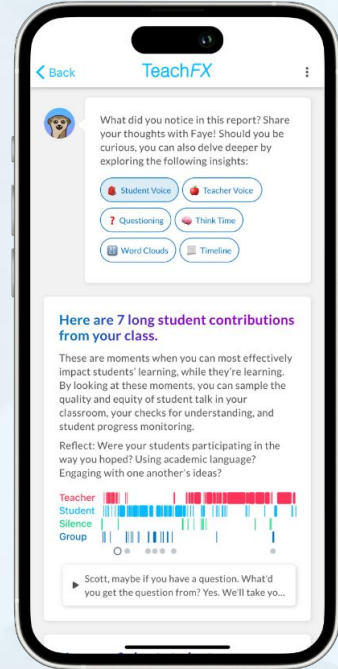 Back
TeachFX
What did you notice in this report? Share
your thoughts with Faye! Should you be
curious, you can also delve deeper by
exploring the following insights:
Student Voice
Teacher Voice
? Questioning
Think Time
Word Clouds
Timeline
Here are 7 long student contributions
from your class.
These are moments when you can most effectively
impact students' learning, while they're learning.
By looking at these moments, you can sample the
quality and equity of student talk in your
classroom, your checks for understanding, and
student progress monitoring.
Reflect: Were your students participating in the
way you hoped? Using academic language?
Engaging with one another's ideas?
Teacher
Student
Silence
Group
Scott, maybe if you have a question. What'd
you get the question from? Yes. We'll take yo...